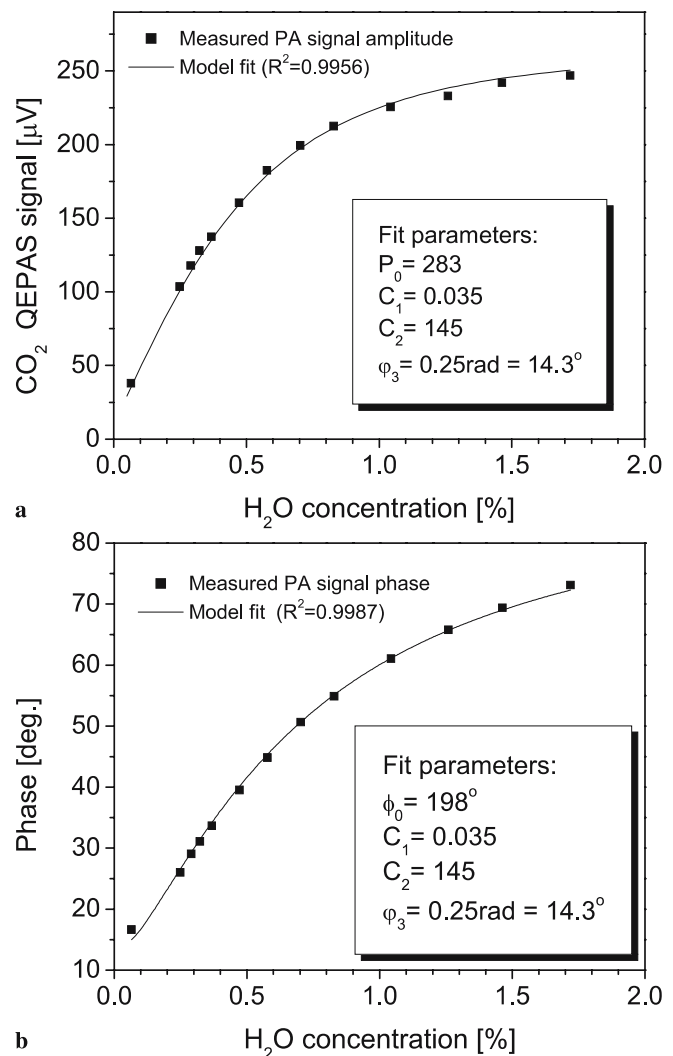 Measured PA signal amplitude
Model fit (R²=0.9956)
250
200
150
100
50
0
CO₂ QEPAS signal [µV]
Fit parameters:
P₀= 283
C₁= 0.035
C₂= 145
φ₃= 0.25rad = 14.3°
0.0 0.5 1.0 1.5 2.0
a H₂O concentration [%]
80
Measured PA signal phase
Model fit (R²=0.9987)
70
60
50
40
30
20
10
Phase [deg.]
Fit parameters:
ϕ₀= 198°
C₁= 0.035
C₂= 145
φ₃= 0.25rad = 14.3°
0.0 0.5 1.0 1.5 2.0
b H₂O concentration [%]